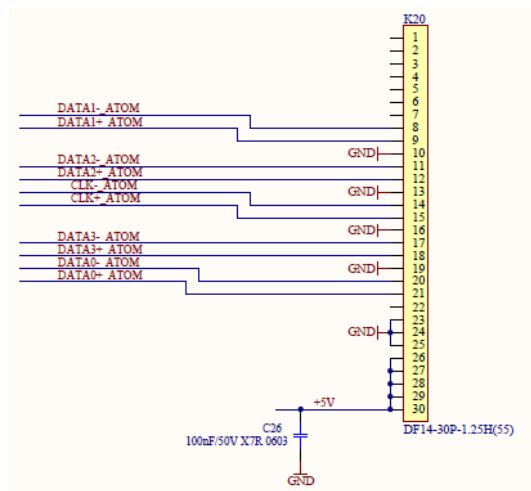 K20
1
2
3
4
5
6
DATA1-_ATOM 7
DATA1+_ATOM 8
9
GND 10
DATA2-_ATOM 11
DATA2+_ATOM 12
CLK-_ATOM GND 13
CLK+_ATOM 14
15
GND 16
DATA3-_ATOM 17
DATA3+_ATOM 18
DATA0-_ATOM GND 19
DATA0+_ATOM 20
21
22
23
GND 24
25
26
27
28
29
+5V 30
C26 DF14-30P-1.25H(55)
100nF/50V X7R 0603
GND